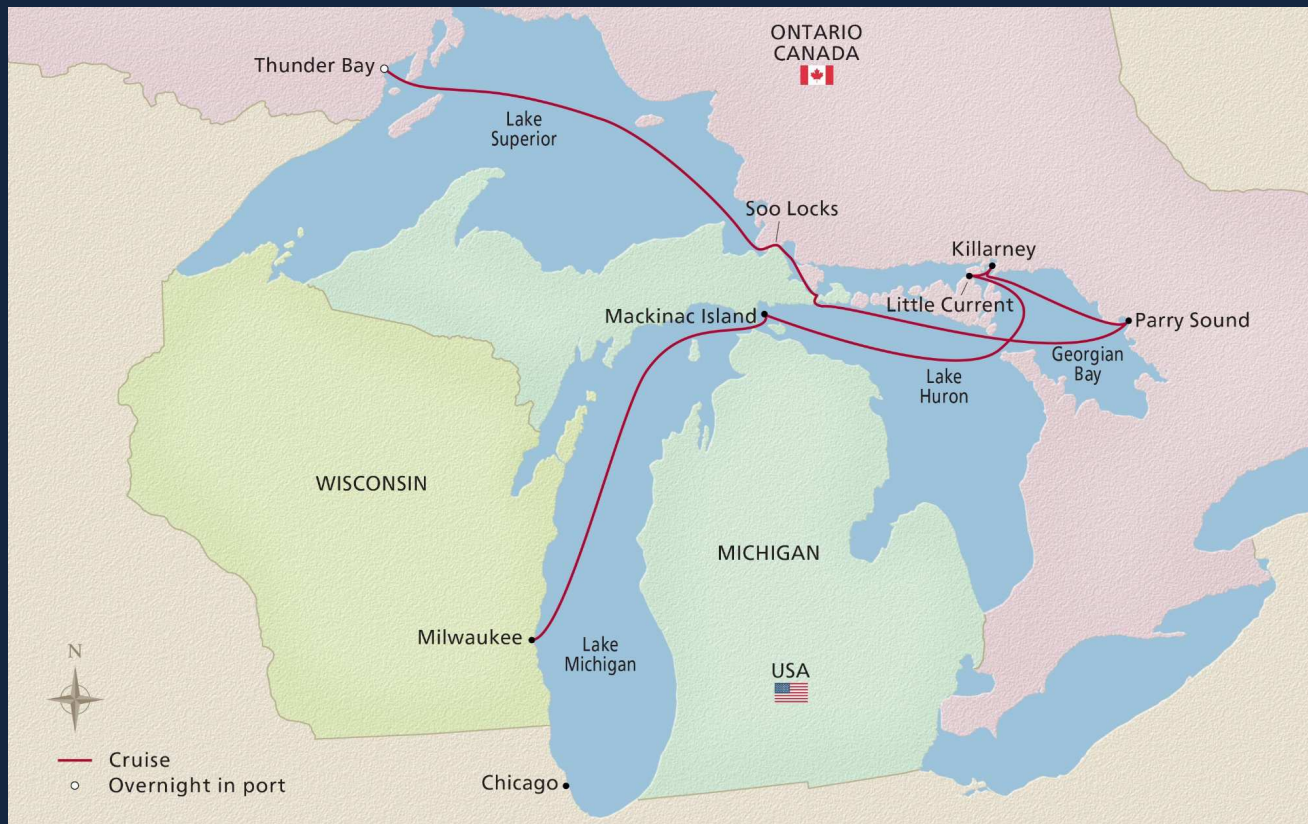 ONTARIO
CANADA
Thunder Bay
Lake
Superior
Soo Locks
Killarney
Little Current
Mackinac Island
Parry Sound
Georgian
Bay
Lake
Huron
WISCONSIN
MICHIGAN
Milwaukee
Lake
Michigan
USA
N
Cruise
Overnight in port
Chicago